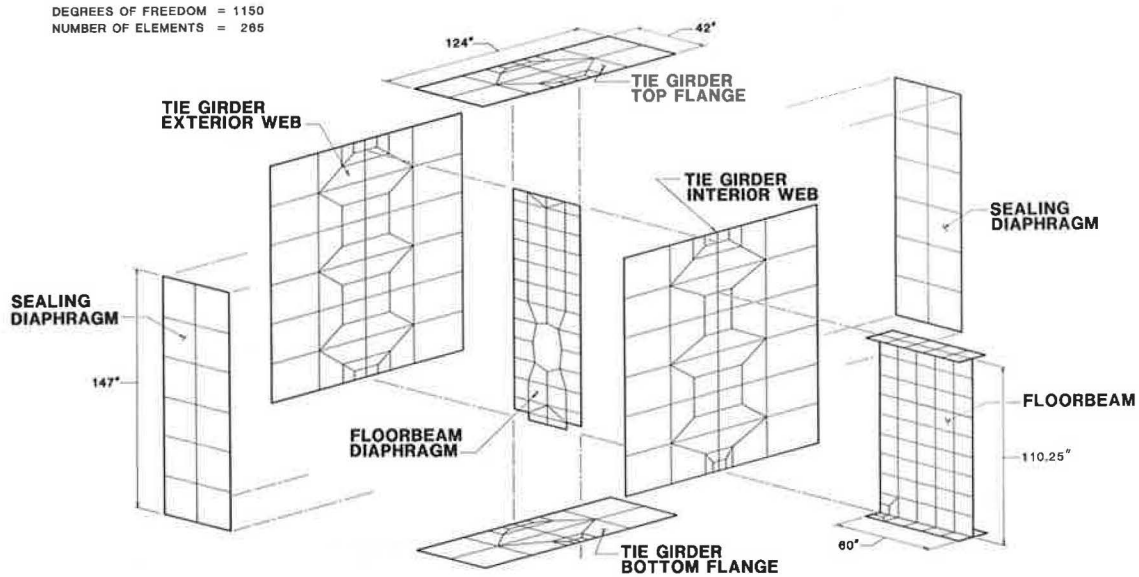 DEGREES OF FREEDOM = 1150
NUMBER OF ELEMENTS = 265
124"
42"
TIE GIRDER
TOP FLANGE
TIE GIRDER
EXTERIOR WEB
TIE GIRDER
INTERIOR WEB
SEALING
DIAPHRAGM
SEALING
DIAPHRAGM
147"
FLOORBEAM
FLOORBEAM
DIAPHRAGM
110.25"
60"
TIE GIRDER
BOTTOM FLANGE